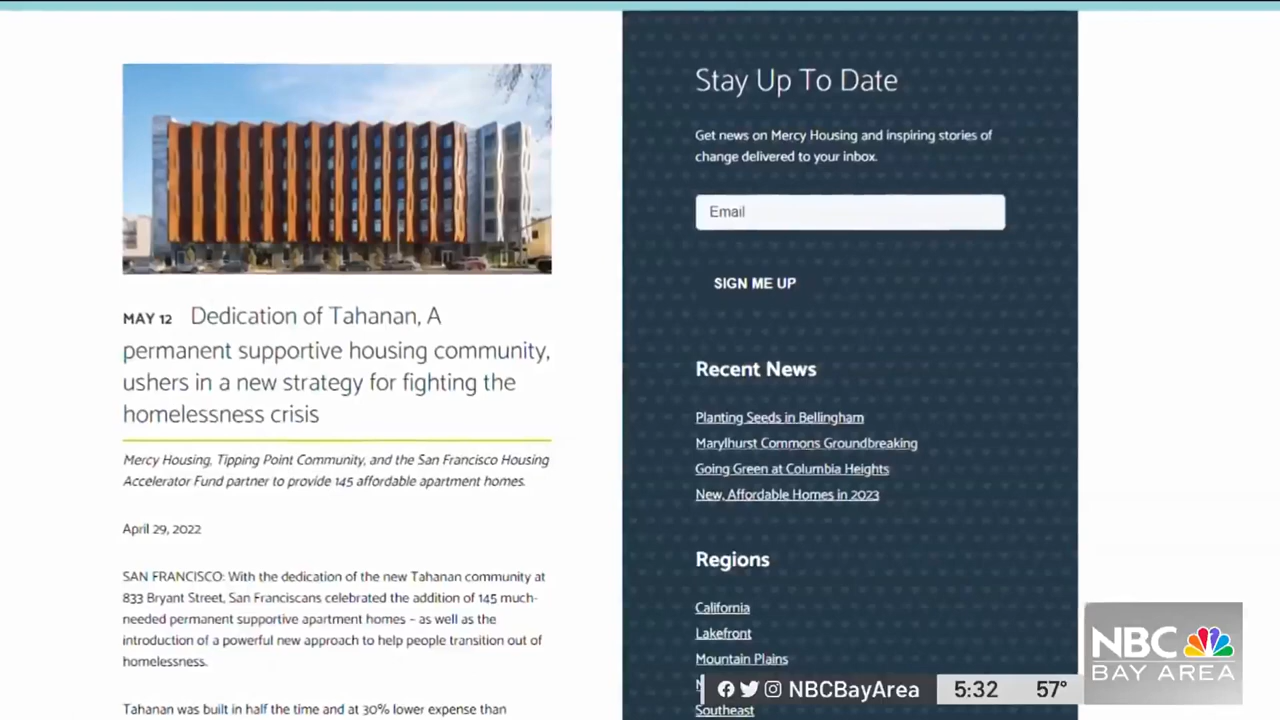 MAY 12 Dedication of Tahanan, A
permanent supportive housing community,
ushers in a new strategy for fighting the
homelessness crisis
Mercy Housing, Tipping Point Community, and the San Francisco Housing
Accelerator Fund partner to provide 145 affordable apartment homes.
April 29, 2022
SAN FRANCISCO: With the dedication of the new Tahanan community at
833 Bryant Street, San Franciscans celebrated the addition of 145 much-
needed permanent supportive apartment homes – as well as the
introduction of a powerful new approach to help people transition out of
homelessness.
Tahanan was built in half the time and at 30% lower expense than
Stay Up To Date
Get news on Mercy Housing and inspiring stories of
change delivered to your inbox.
Email
SIGN ME UP
Recent News
Planting Seeds in Bellingham
Marylhurst Commons Groundbreaking
Going Green at Columbia Heights
New, Affordable Homes in 2023
Regions
California
Lakefront
Mountain Plains
Southeast
NBCBayArea 5:32 57°
NBC
BAY AREA